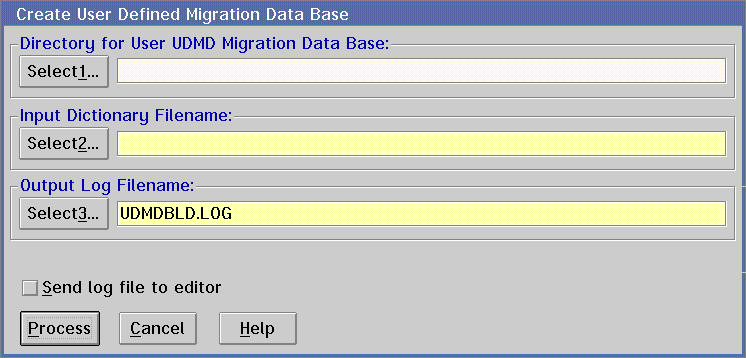 Create User Defined Migration Data Base
Directory for User UDMD Migration Data Base:
Select1...
Input Dictionary Filename:
Select2...
Output Log Filename:
Select3... UDMDBLD.LOG
Send log file to editor
Process Cancel Help